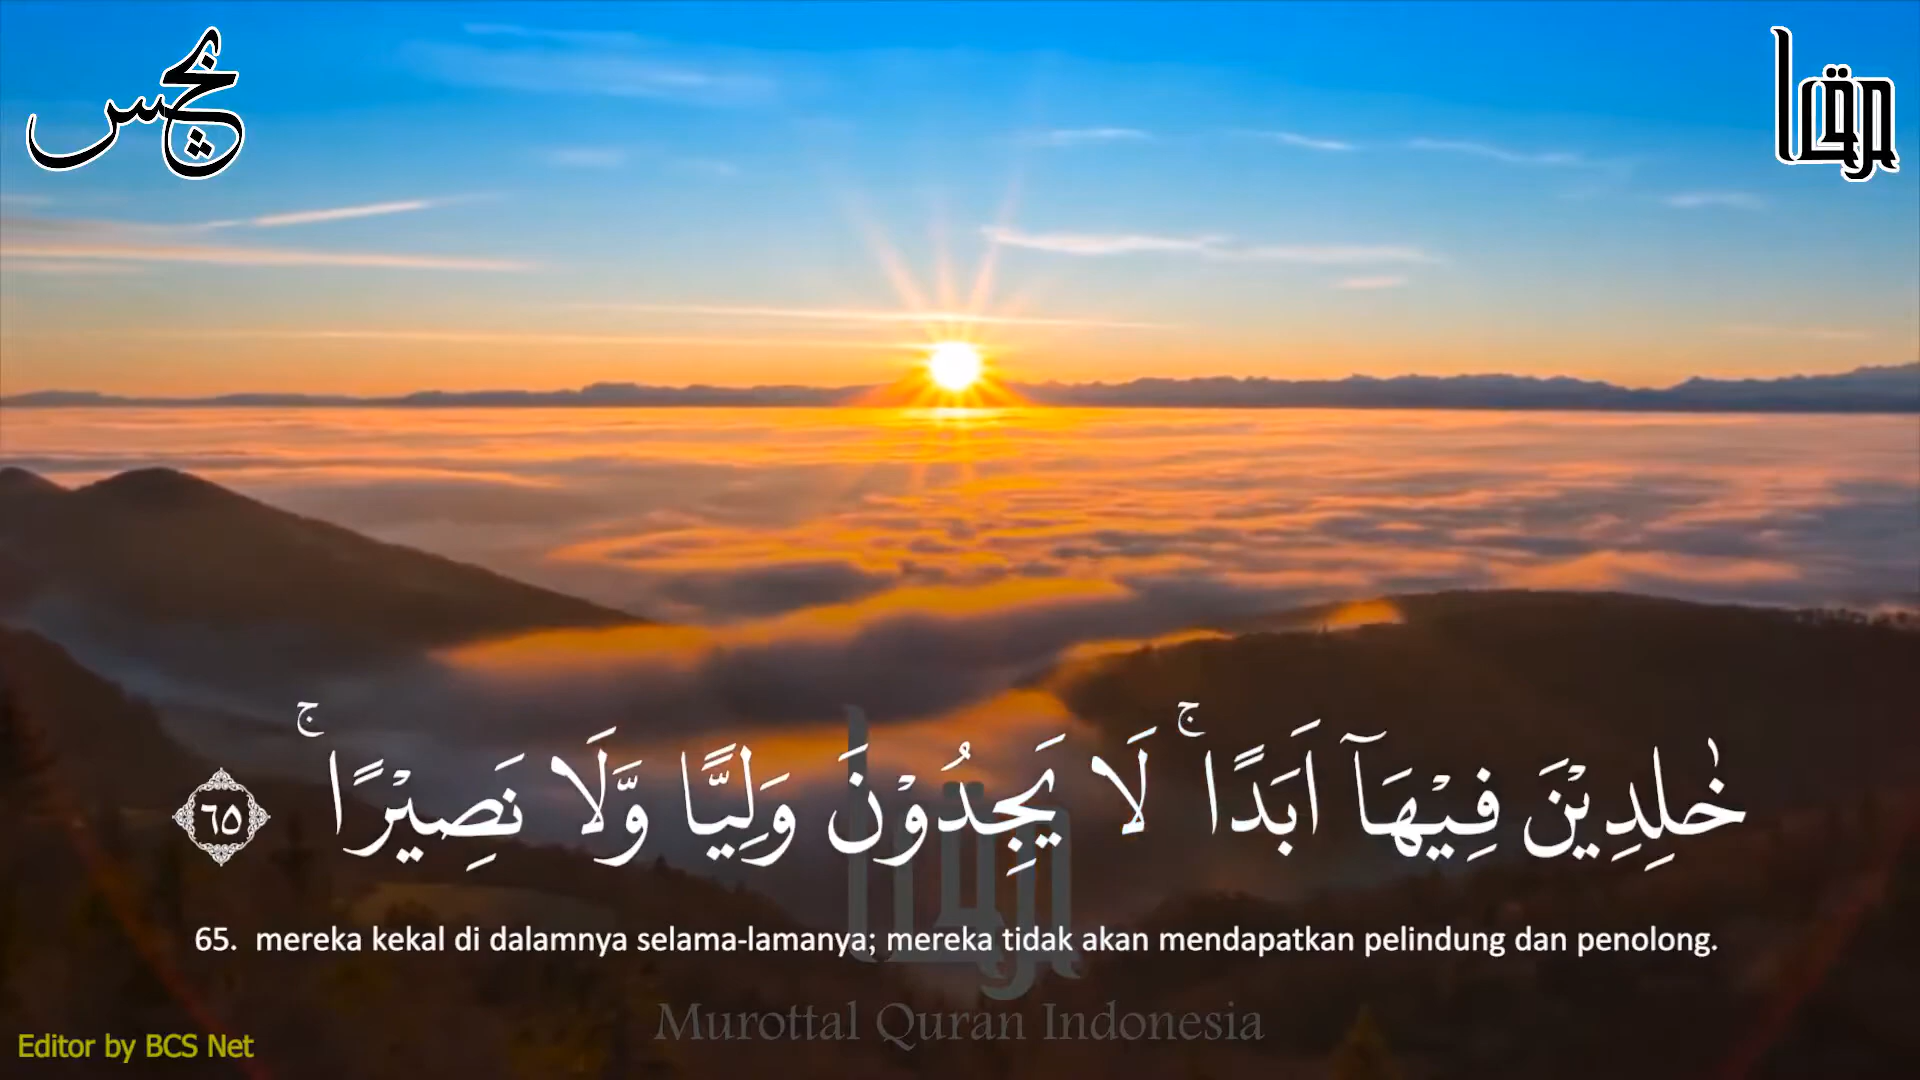 خٰلِدِيْنَ فِيْهَآ اَبَدًاۚ لَا يَجِدُوْنَ وَلِيًّا وَّلَا نَصِيْرًاۚ ٦٥
65. mereka kekal di dalamnya selama-lamanya; mereka tidak akan mendapatkan pelindung dan penolong.
Murottal Quran Indonesia
Editor by BCS Net